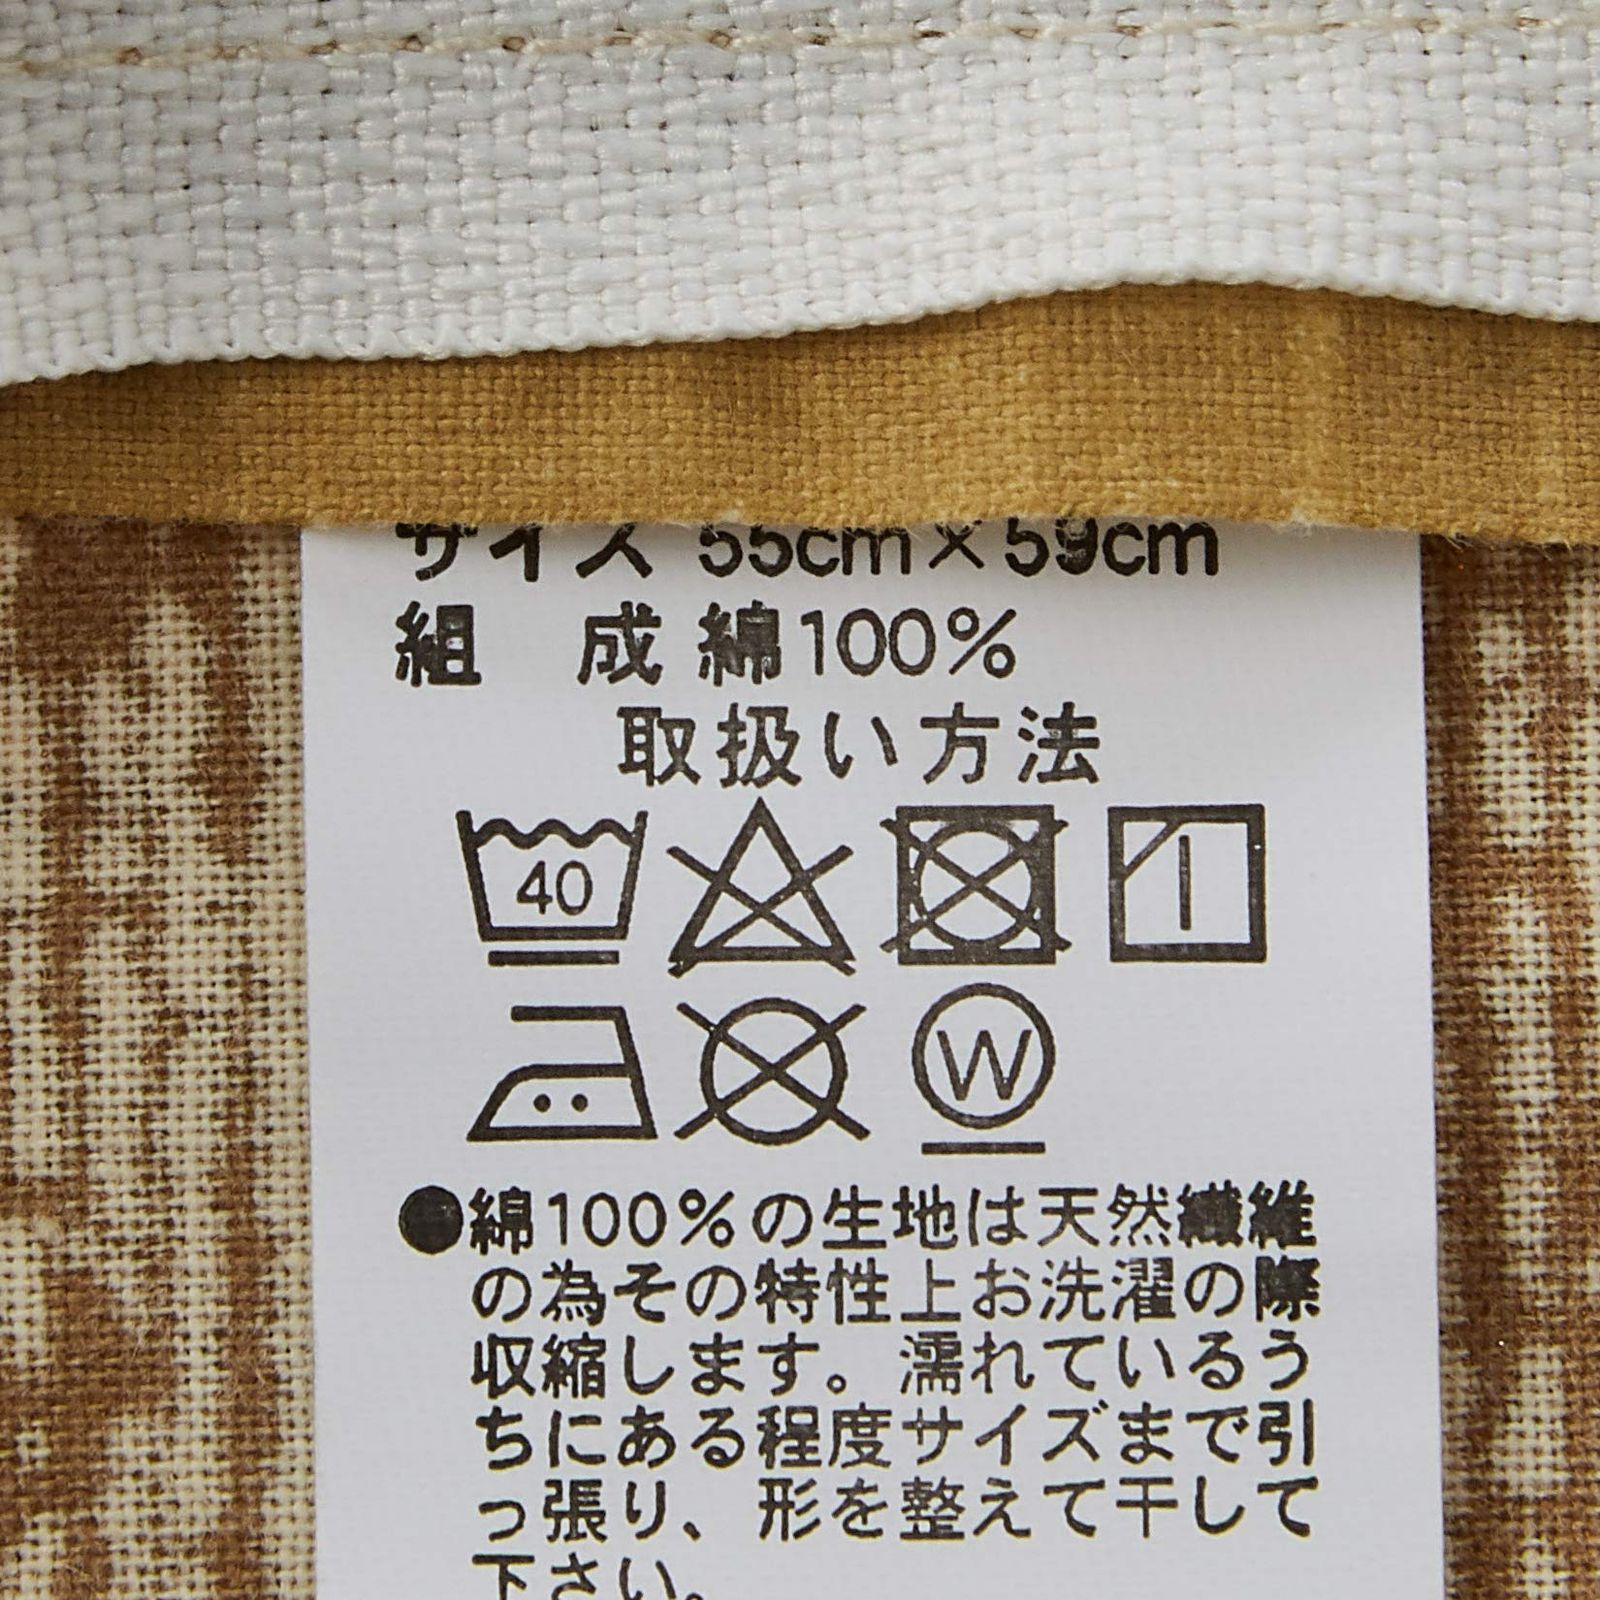 サイズ 55cm×59cm
組 成 綿100%
取扱い方法
40
W
●綿100%の生地は天然繊維
の為その特性上お洗濯の際
収縮します。濡れているう
ちにある程度サイズまで引
っ張り、形を整えて干して
下さい。